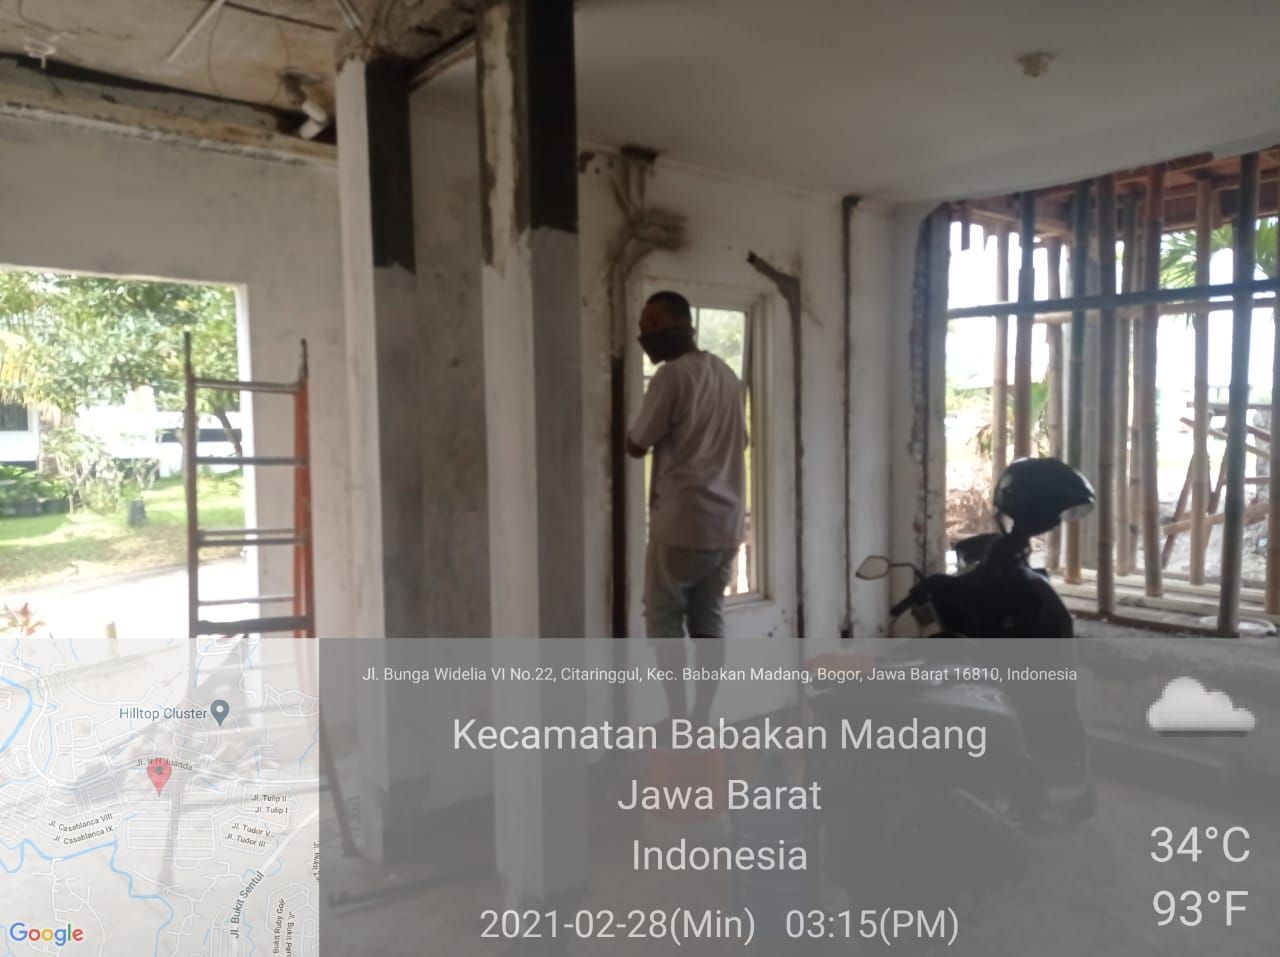 Jl. Bunga Widelia VI No.22, Citaringgul, Kec. Babakan Madang, Bogor, Jawa Barat 16810, Indonesia
Kecamatan Babakan Madang
Jawa Barat
Indonesia
2021-02-28(Min) 03:15(PM)
34°C
93°F
Hilltop Cluster
Jl. Ir H Juanda
Jl. Tulip II
Jl. Tulip I
Jl. Casablanca VIII
Jl. Casablanca IX
Jl. Tudor V
Jl. Tudor III
Jl. Bukit Sentul
Google